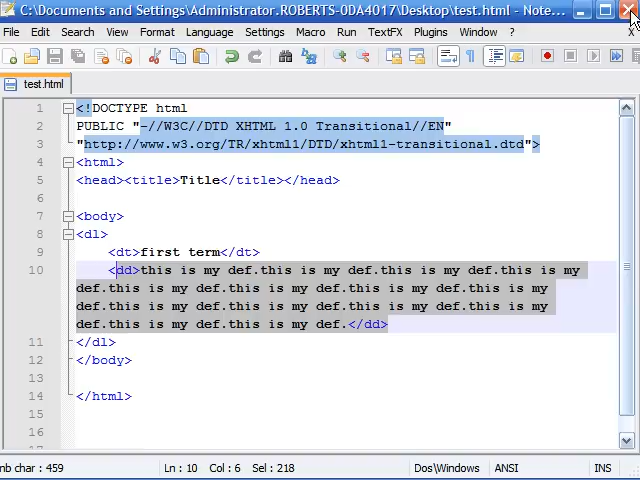 C:\Documents and Settings\Administrator.ROBERTS-0DA4017\Desktop\test.html - Note...
File Edit Search View Format Language Settings Macro Run TextFX Plugins Window ? X
test.html
1 <!DOCTYPE html
2 PUBLIC "-//W3C//DTD XHTML 1.0 Transitional//EN"
3 "http://www.w3.org/TR/xhtml1/DTD/xhtml1-transitional.dtd">
4 <html>
5 <head><title>Title</title></head>
6
7 <body>
8 <dl>
9 <dt>first term</dt>
10 <dd>this is my def.this is my def.this is my def.this is my
def.this is my def.this is my def.this is my def.this is my
def.this is my def.this is my def.this is my def.this is my
def.this is my def.this is my def.</dd>
11 </dl>
12 </body>
13
14 </html>
15
16
17
nb char : 459 Ln : 10 Col : 6 Sel : 218 Dos\Windows ANSI INS